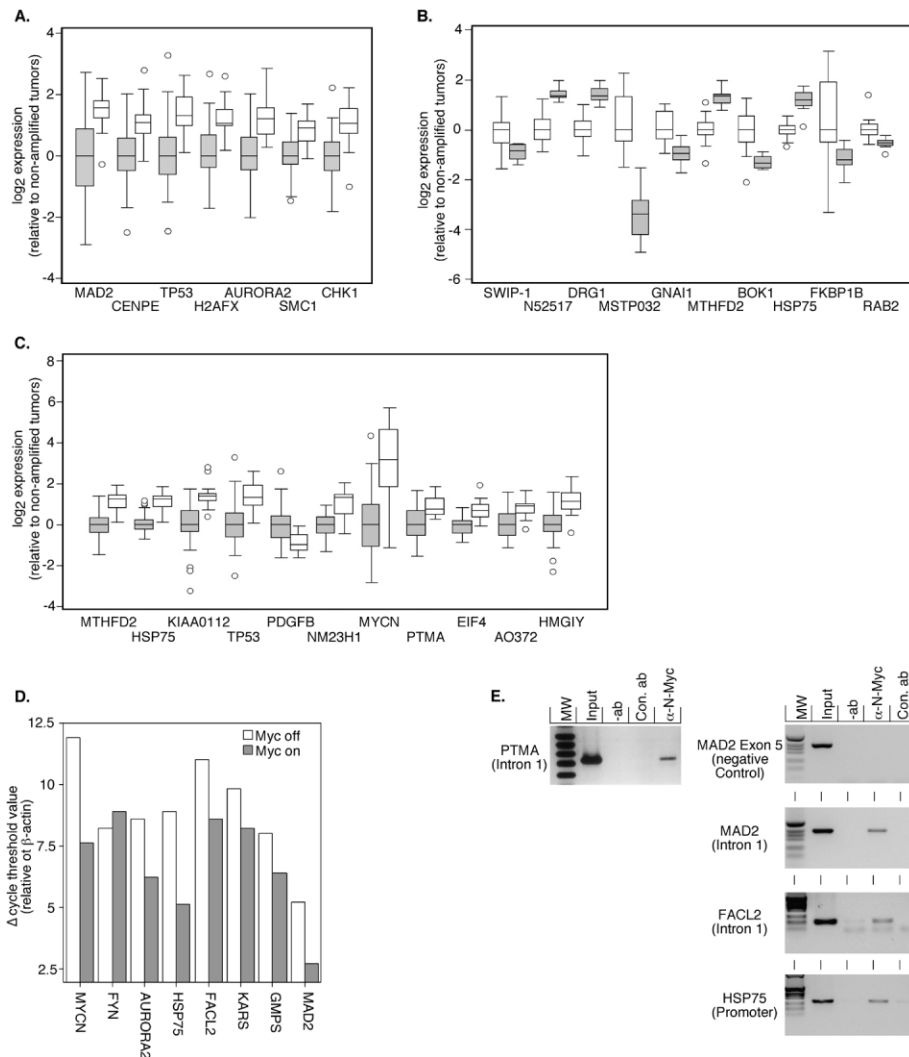 A.
4
2
0
-2
-4
log2 expression
(relative to non-amplified tumors)
MAD2 TP53 AURORA2 CHK1
CENPE H2AFX SMC1
B.
4
2
0
-2
-4
-6
log2 expression
(relative to non-amplified tumors)
SWIP-1 DRG1 GNAI1 BOK1 FKBP1B
N52517 MSTP032 MTHFD2 HSP75 RAB2
C.
8
6
4
2
0
-2
-4
log2 expression
(relative to non-amplified tumors)
MTHFD2 KIAA0112 PDGFB MYCN EIF4 HMGIY
HSP75 TP53 NM23H1 PTMA AO372
D.
12.5
10
7.5
5
2.5
Δ cycle threshold value
(relative ot β-actin)
Myc off
Myc on
MYCN
FYN
AURORA2
HSP75
FACL2
KARS
GMPS
MAD2
E.
MW
Input
-ab
Con. ab
α-N-Myc
PTMA
(Intron 1)
MW
Input
-ab
α-N-Myc
Con. ab
MAD2 Exon 5
(negative
Control)
MAD2
(Intron 1)
FACL2
(Intron 1)
HSP75
(Promoter)